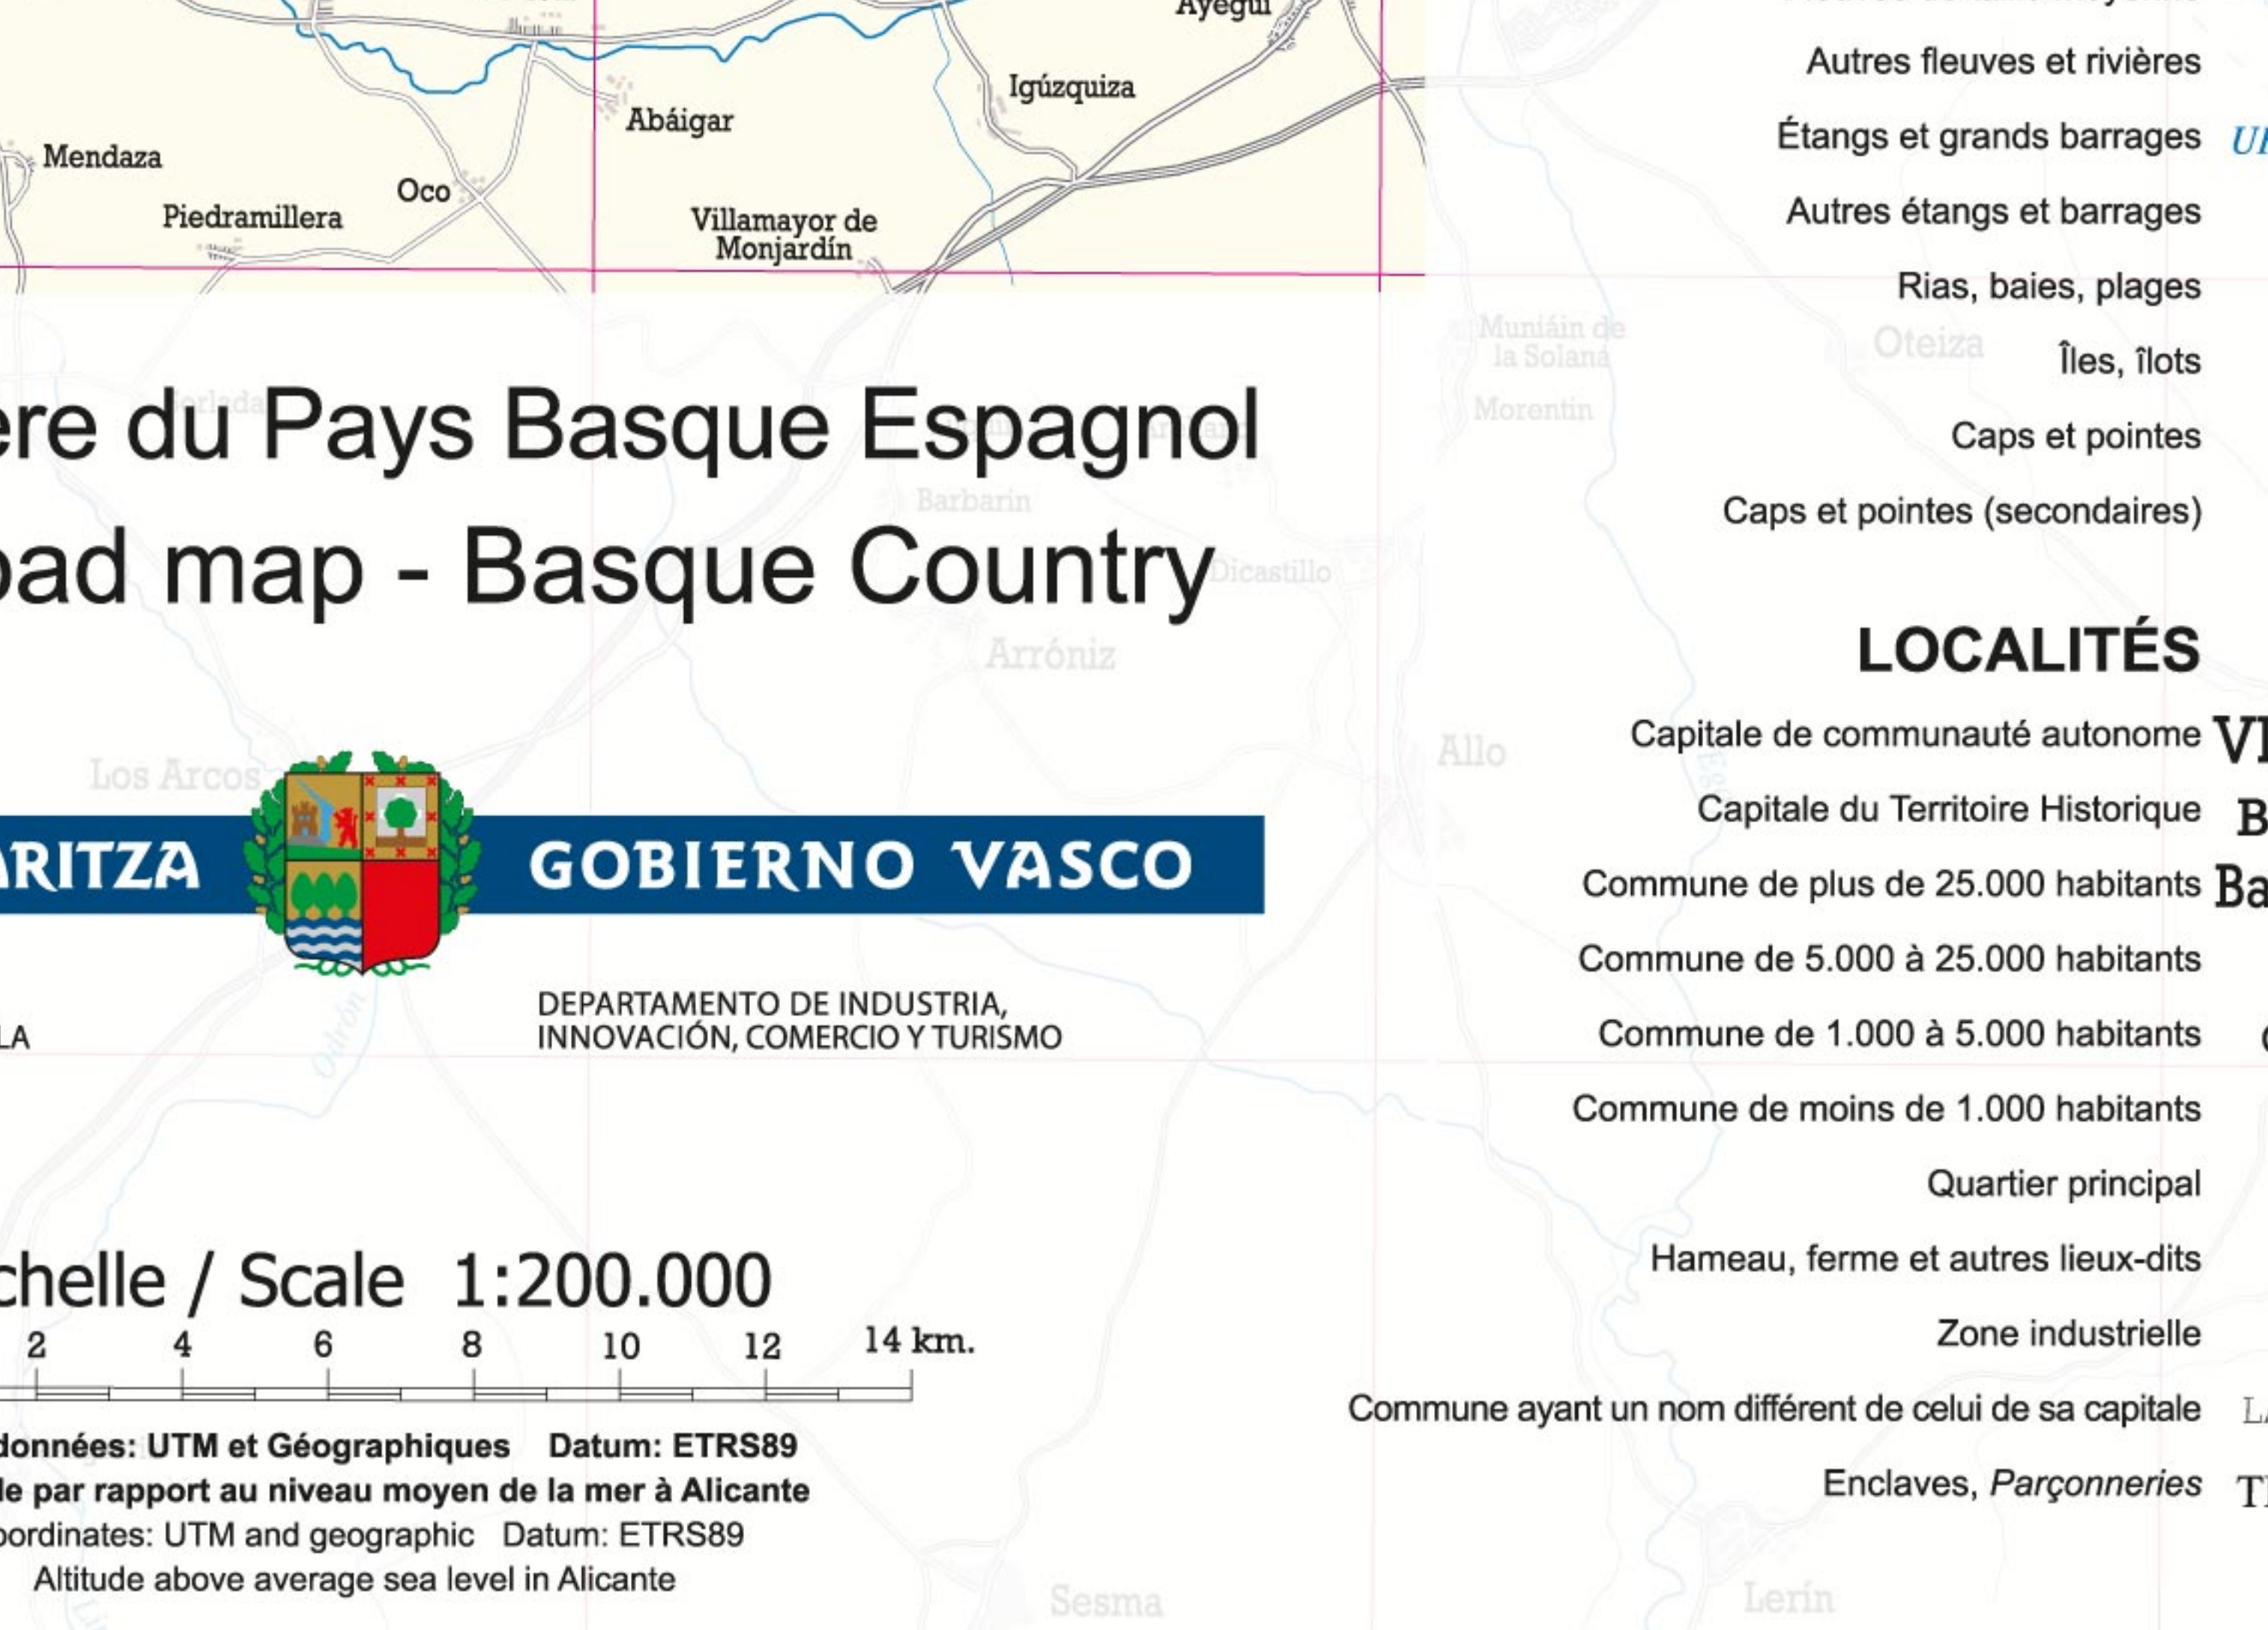 Ayegui
Igúzquiza
Abáigar
Mendaza
Oco
Piedramillera
Villamayor de
Monjardín
ère du Pays Basque Espagnol
oad map - Basque Country
Sorlada
Barbarin
Dicastillo
Arróniz
Los Arcos
ARITZA
GOBIERNO VASCO
DEPARTAMENTO DE INDUSTRIA,
INNOVACIÓN, COMERCIO Y TURISMO
LA
Odrón
chelle / Scale 1:200.000
2 4 6 8 10 12 14 km.
données: UTM et Géographiques Datum: ETRS89
le par rapport au niveau moyen de la mer à Alicante
oordinates: UTM and geographic Datum: ETRS89
Altitude above average sea level in Alicante
Sesma
Muniáin de
la Solana
Morentin
Oteiza
Allo
Ega
Lerín
Autres fleuves et rivières
Étangs et grands barrages
Autres étangs et barrages
Rias, baies, plages
Îles, îlots
Caps et pointes
Caps et pointes (secondaires)
LOCALITÉS
Capitale de communauté autonome
Capitale du Territoire Historique
Commune de plus de 25.000 habitants Ba
Commune de 5.000 à 25.000 habitants
Commune de 1.000 à 5.000 habitants
Commune de moins de 1.000 habitants
Quartier principal
Hameau, ferme et autres lieux-dits
Zone industrielle
Commune ayant un nom différent de celui de sa capitale
Enclaves, Parçonneries